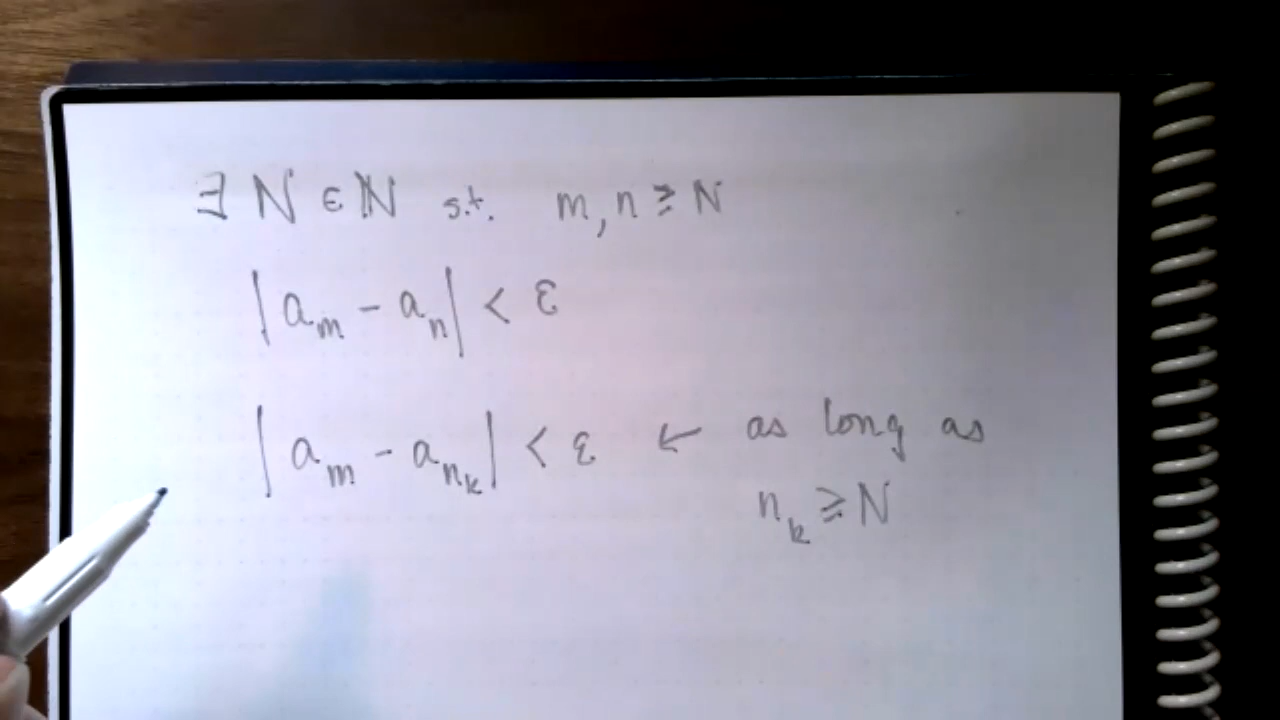 ∃ N ∈ ℕ s.t. m, n ⩾ N
|a_m - a_n| < ε
|a_m - a_{n_k}| < ε ← as long as
n_k ⩾ N